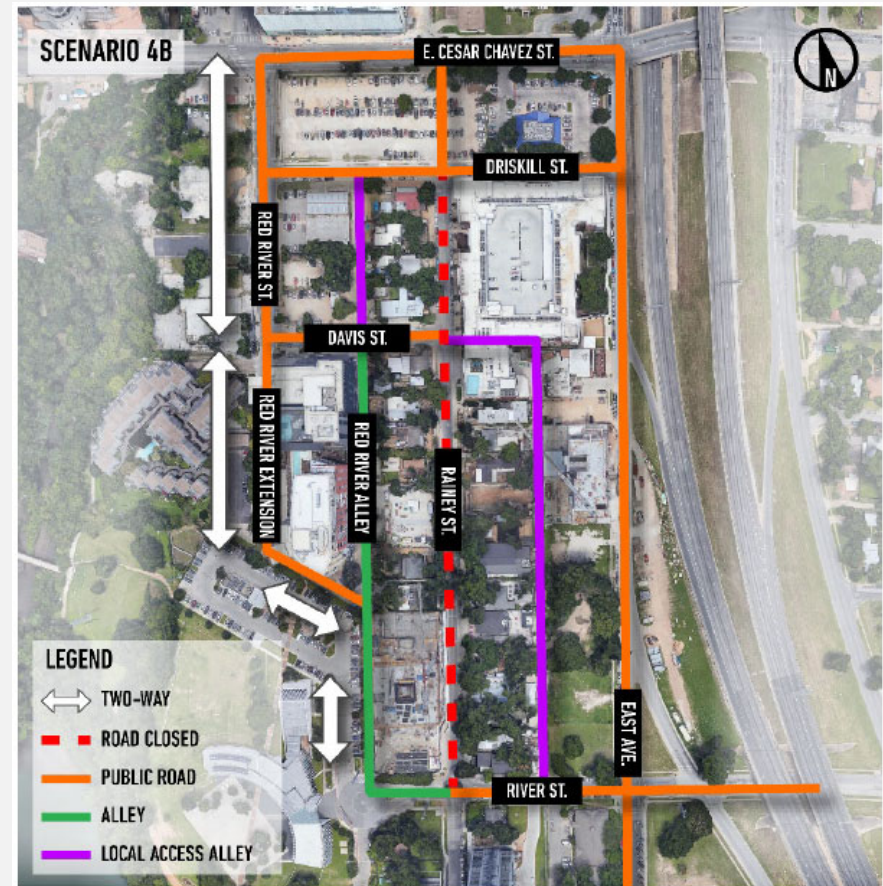 SCENARIO 4B
E. CESAR CHAVEZ ST.
N
DRISKILL ST.
RED RIVER ST.
DAVIS ST.
RED RIVER EXTENSION
RED RIVER ALLEY
RAINEY ST.
EAST AVE.
RIVER ST.
LEGEND
TWO-WAY
ROAD CLOSED
PUBLIC ROAD
ALLEY
LOCAL ACCESS ALLEY